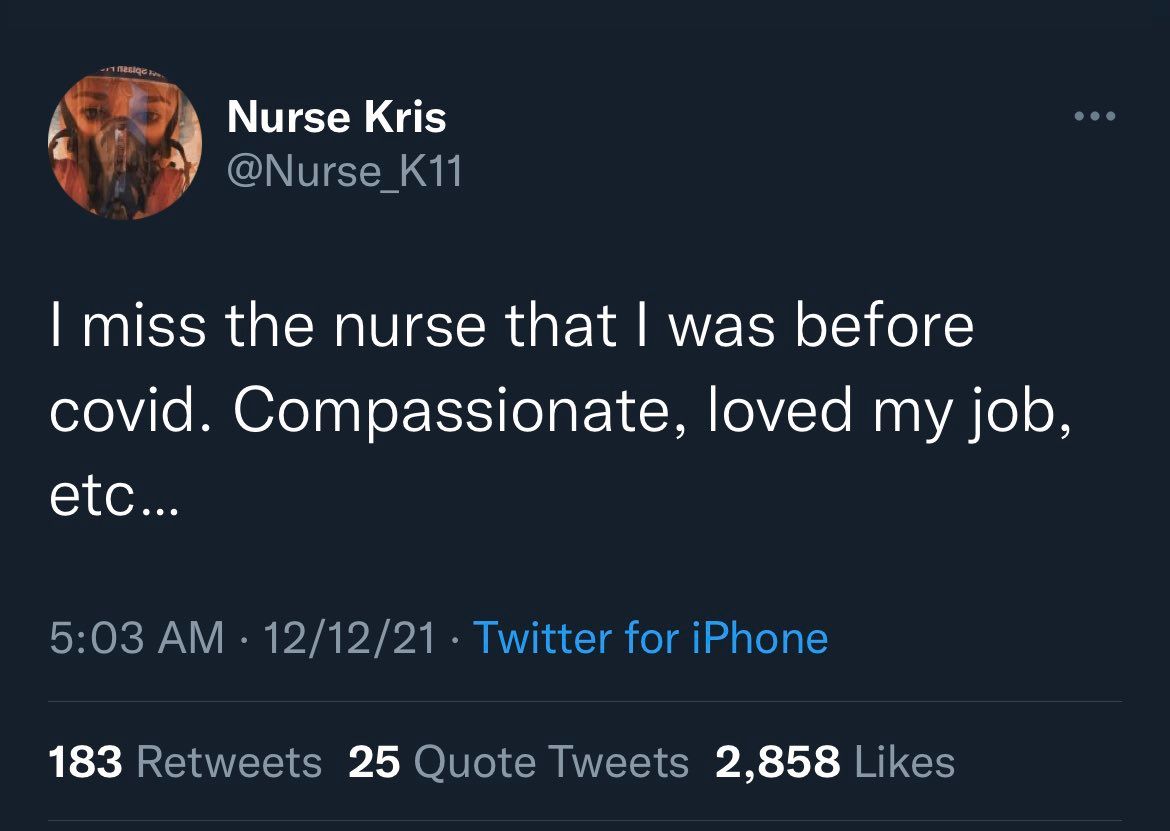 Nurse Kris
@Nurse_K11
I miss the nurse that I was before
covid. Compassionate, loved my job,
etc...
5:03 AM · 12/12/21 · Twitter for iPhone
183 Retweets 25 Quote Tweets 2,858 Likes